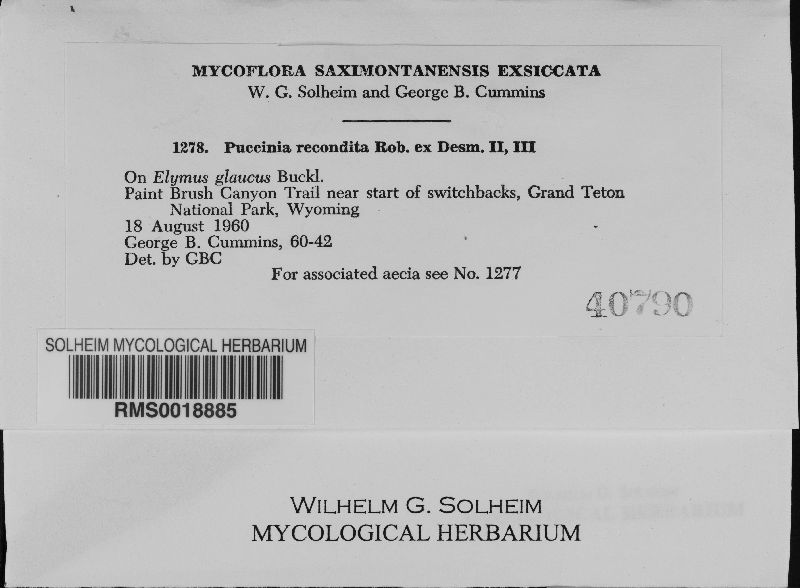 MYCOFLORA SAXIMONTANENSIS EXSICCATA
W. G. Solheim and George B. Cummins
1278. Puccinia recondita Rob. ex Desm. II, III
On Elymus glaucus Buckl.
Paint Brush Canyon Trail near start of switchbacks, Grand Teton
National Park, Wyoming
18 August 1960
George B. Cummins, 60-42
Det. by GBC
For associated aecia see No. 1277
40790
SOLHEIM MYCOLOGICAL HERBARIUM
RMS0018885
WILHELM G. SOLHEIM
MYCOLOGICAL HERBARIUM